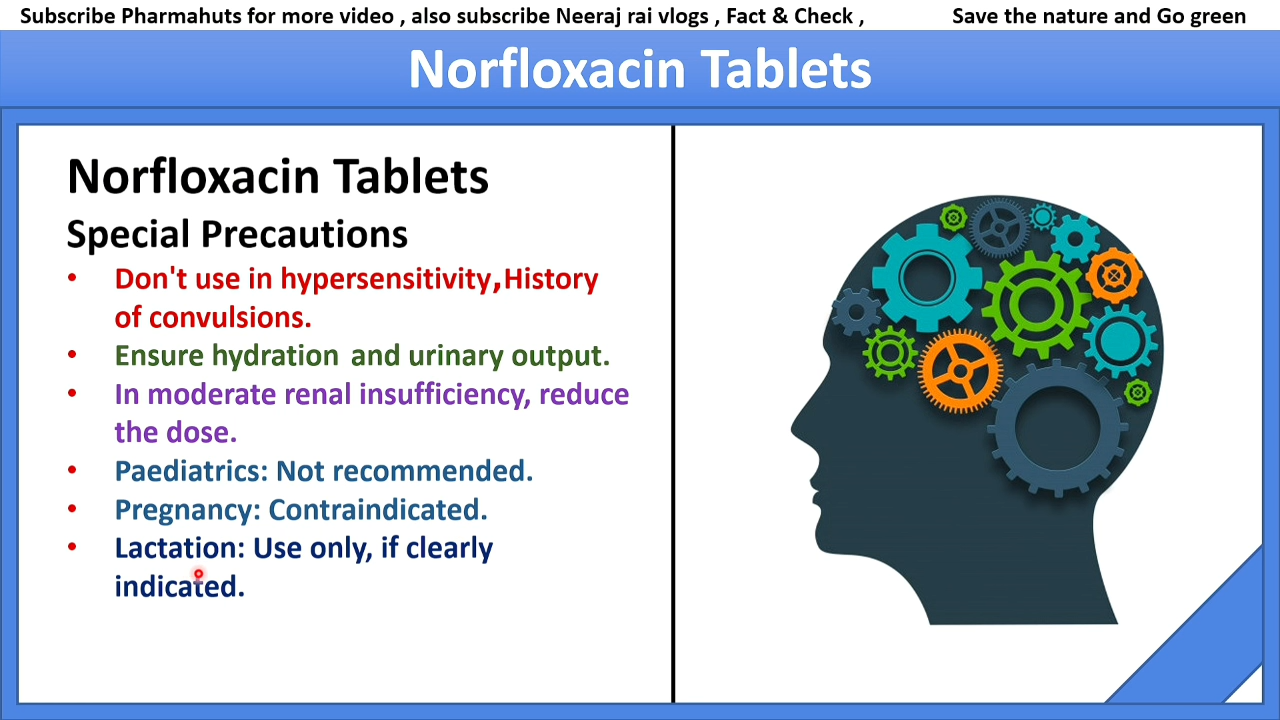 Subscribe Pharmahuts for more video , also subscribe Neeraj rai vlogs , Fact & Check , Save the nature and Go green
Norfloxacin Tablets
Norfloxacin Tablets
Special Precautions
• Don't use in hypersensitivity,History
of convulsions.
• Ensure hydration and urinary output.
• In moderate renal insufficiency, reduce
the dose.
• Paediatrics: Not recommended.
• Pregnancy: Contraindicated.
• Lactation: Use only, if clearly
indicated.